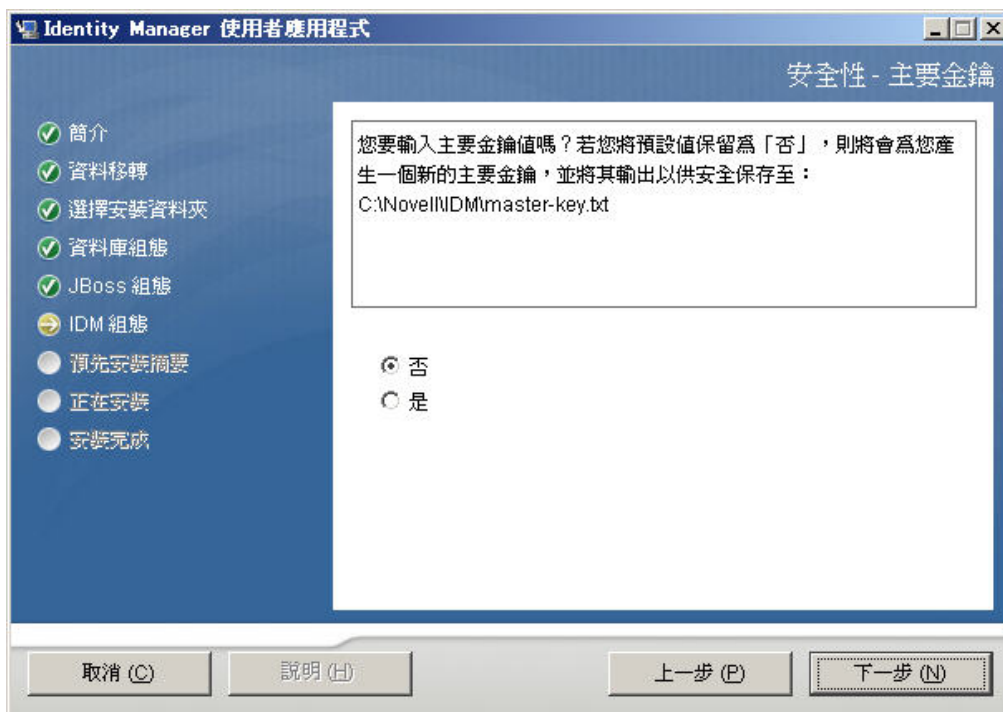 Identity Manager 使用者應用程式
安全性 - 主要金鑰
簡介
資料移轉
選擇安裝資料夾
資料庫組態
JBoss 組態
IDM 組態
預先安裝摘要
正在安裝
安裝完成
您要輸入主要金鑰值嗎？若您將預設值保留為「否」，則將會為您產
生一個新的主要金鑰，並將其輸出以供安全保存至：
C:\Novell\IDM\master-key.txt
否
是
取消 (C)
說明 (H)
上一步 (P)
下一步 (N)